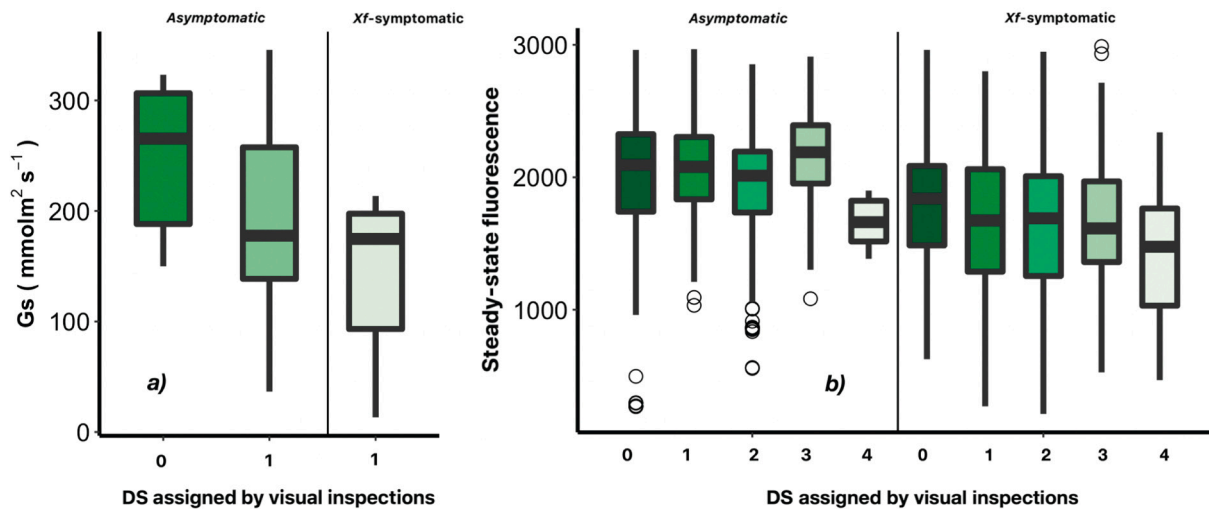 Asymptomatic
Xf-symptomatic
300
200
100
0
Gs ( mmolm² s⁻¹ )
a)
0 1 1
DS assigned by visual inspections
Asymptomatic
Xf-symptomatic
3000
2000
1000
Steady-state fluorescence
b)
0 1 2 3 4 0 1 2 3 4
DS assigned by visual inspections